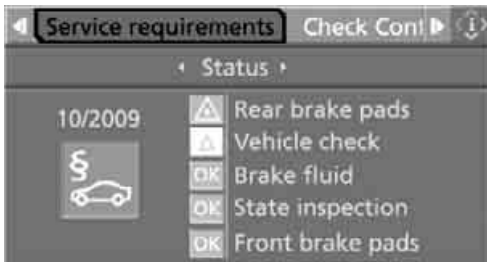 Service requirements Check Cont
Status
10/2009
Rear brake pads
Vehicle check
§
OK Brake fluid
OK State inspection
OK Front brake pads